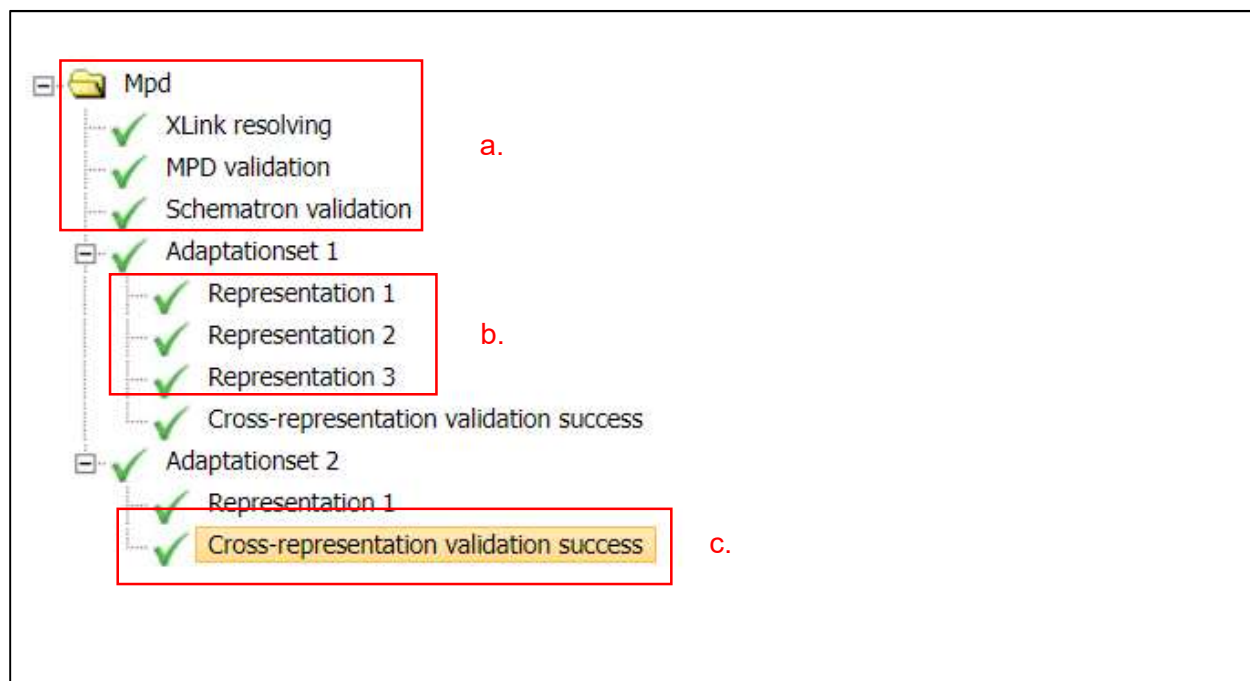 Mpd
XLink resolving
a.
MPD validation
Schematron validation
Adaptationset 1
Representation 1
Representation 2
b.
Representation 3
Cross-representation validation success
Adaptationset 2
Representation 1
Cross-representation validation success
c.